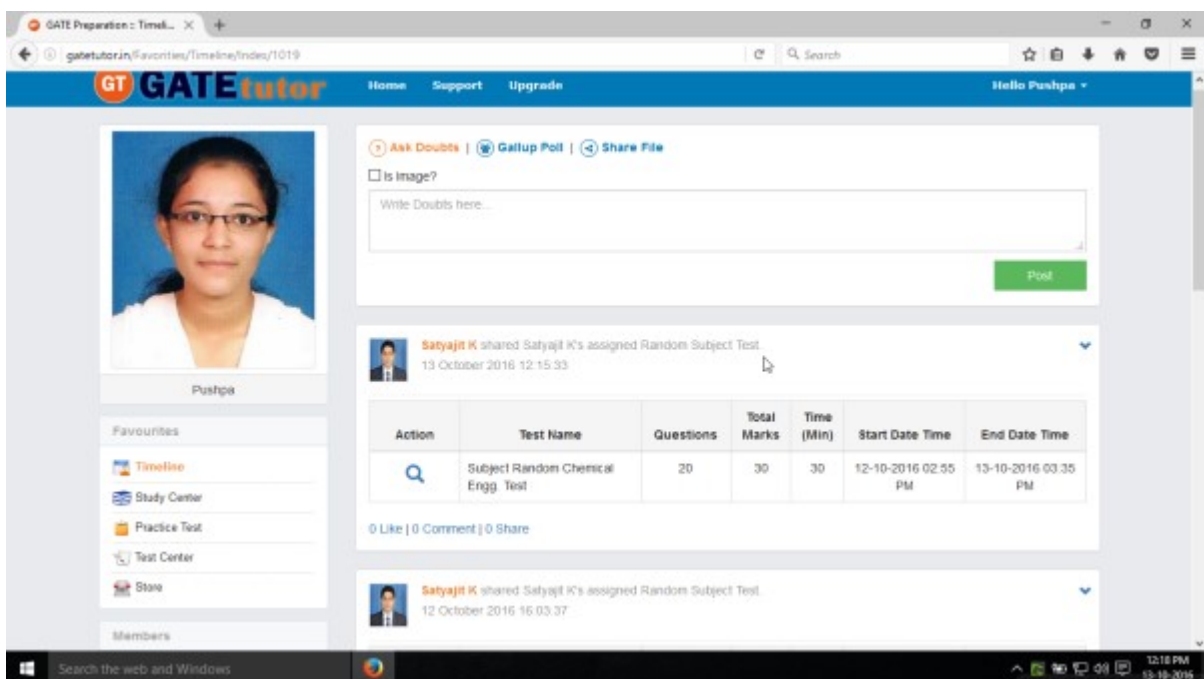 GATE Preparation :: Timeli...
gatetutor.in/Favorities/Timeline/Index/1019
Search
GT GATEtutor
Home Support Upgrade
Hello Pushpa
Ask Doubts | Gallup Poll | Share File
Is image?
Write Doubts here...
Post
Pushpa
Favourites
Timeline
Study Center
Practice Test
Test Center
Store
Members
Satyajit K shared Satyajit K's assigned Random Subject Test.
13 October 2016 12:15:33
Action Test Name Questions Total Marks Time (Min) Start Date Time End Date Time
Subject Random Chemical Engg. Test 20 30 30 12-10-2016 02:55 PM 13-10-2016 03:35 PM
0 Like | 0 Comment | 0 Share
Satyajit K shared Satyajit K's assigned Random Subject Test.
12 October 2016 16:03:37
Search the web and Windows
12:18 PM
13-10-2016